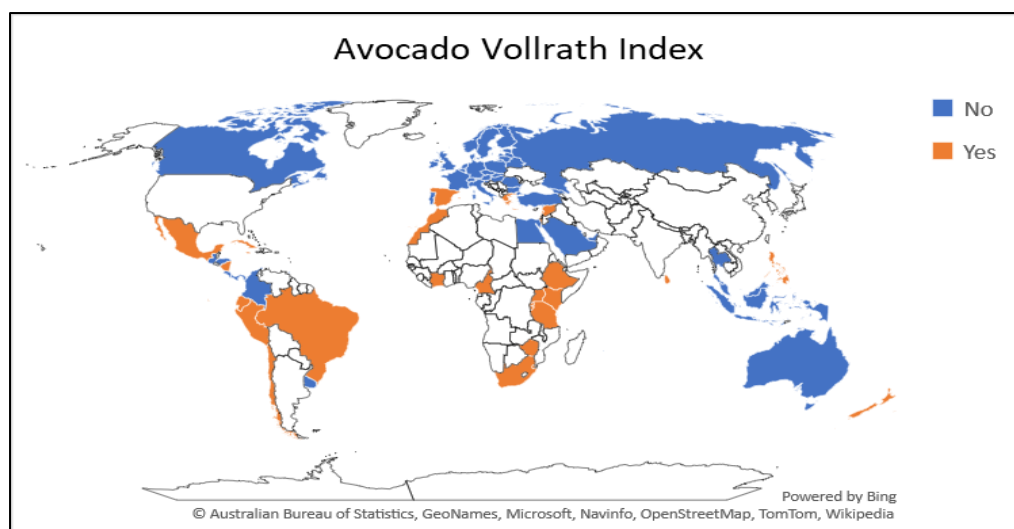 Avocado Vollrath Index
No
Yes
Powered by Bing
© Australian Bureau of Statistics, GeoNames, Microsoft, Navinfo, OpenStreetMap, TomTom, Wikipedia